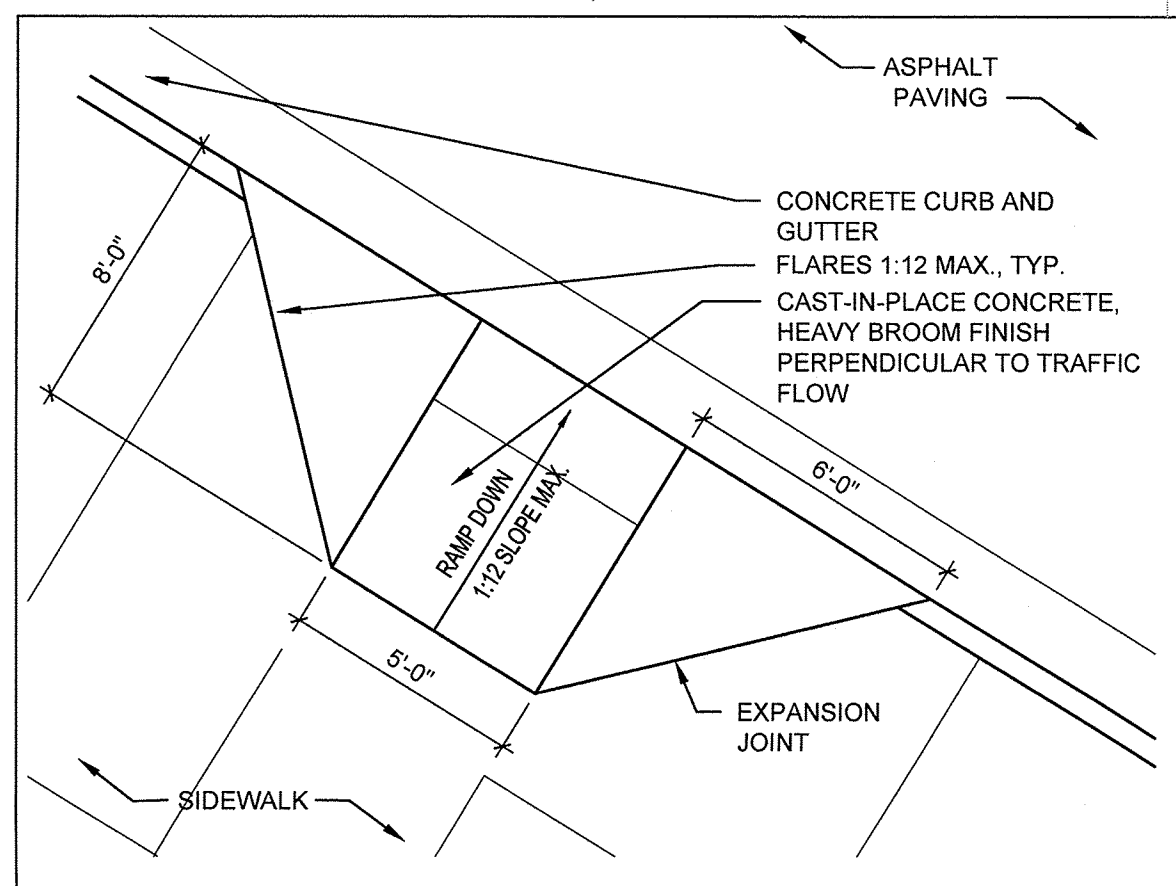 ASPHALT
PAVING
CONCRETE CURB AND
GUTTER
FLARES 1:12 MAX., TYP.
CAST-IN-PLACE CONCRETE,
HEAVY BROOM FINISH
PERPENDICULAR TO TRAFFIC
FLOW
8'-0"
6'-0"
RAMP DOWN
1:12 SLOPE MAX.
5'-0"
EXPANSION
JOINT
SIDEWALK